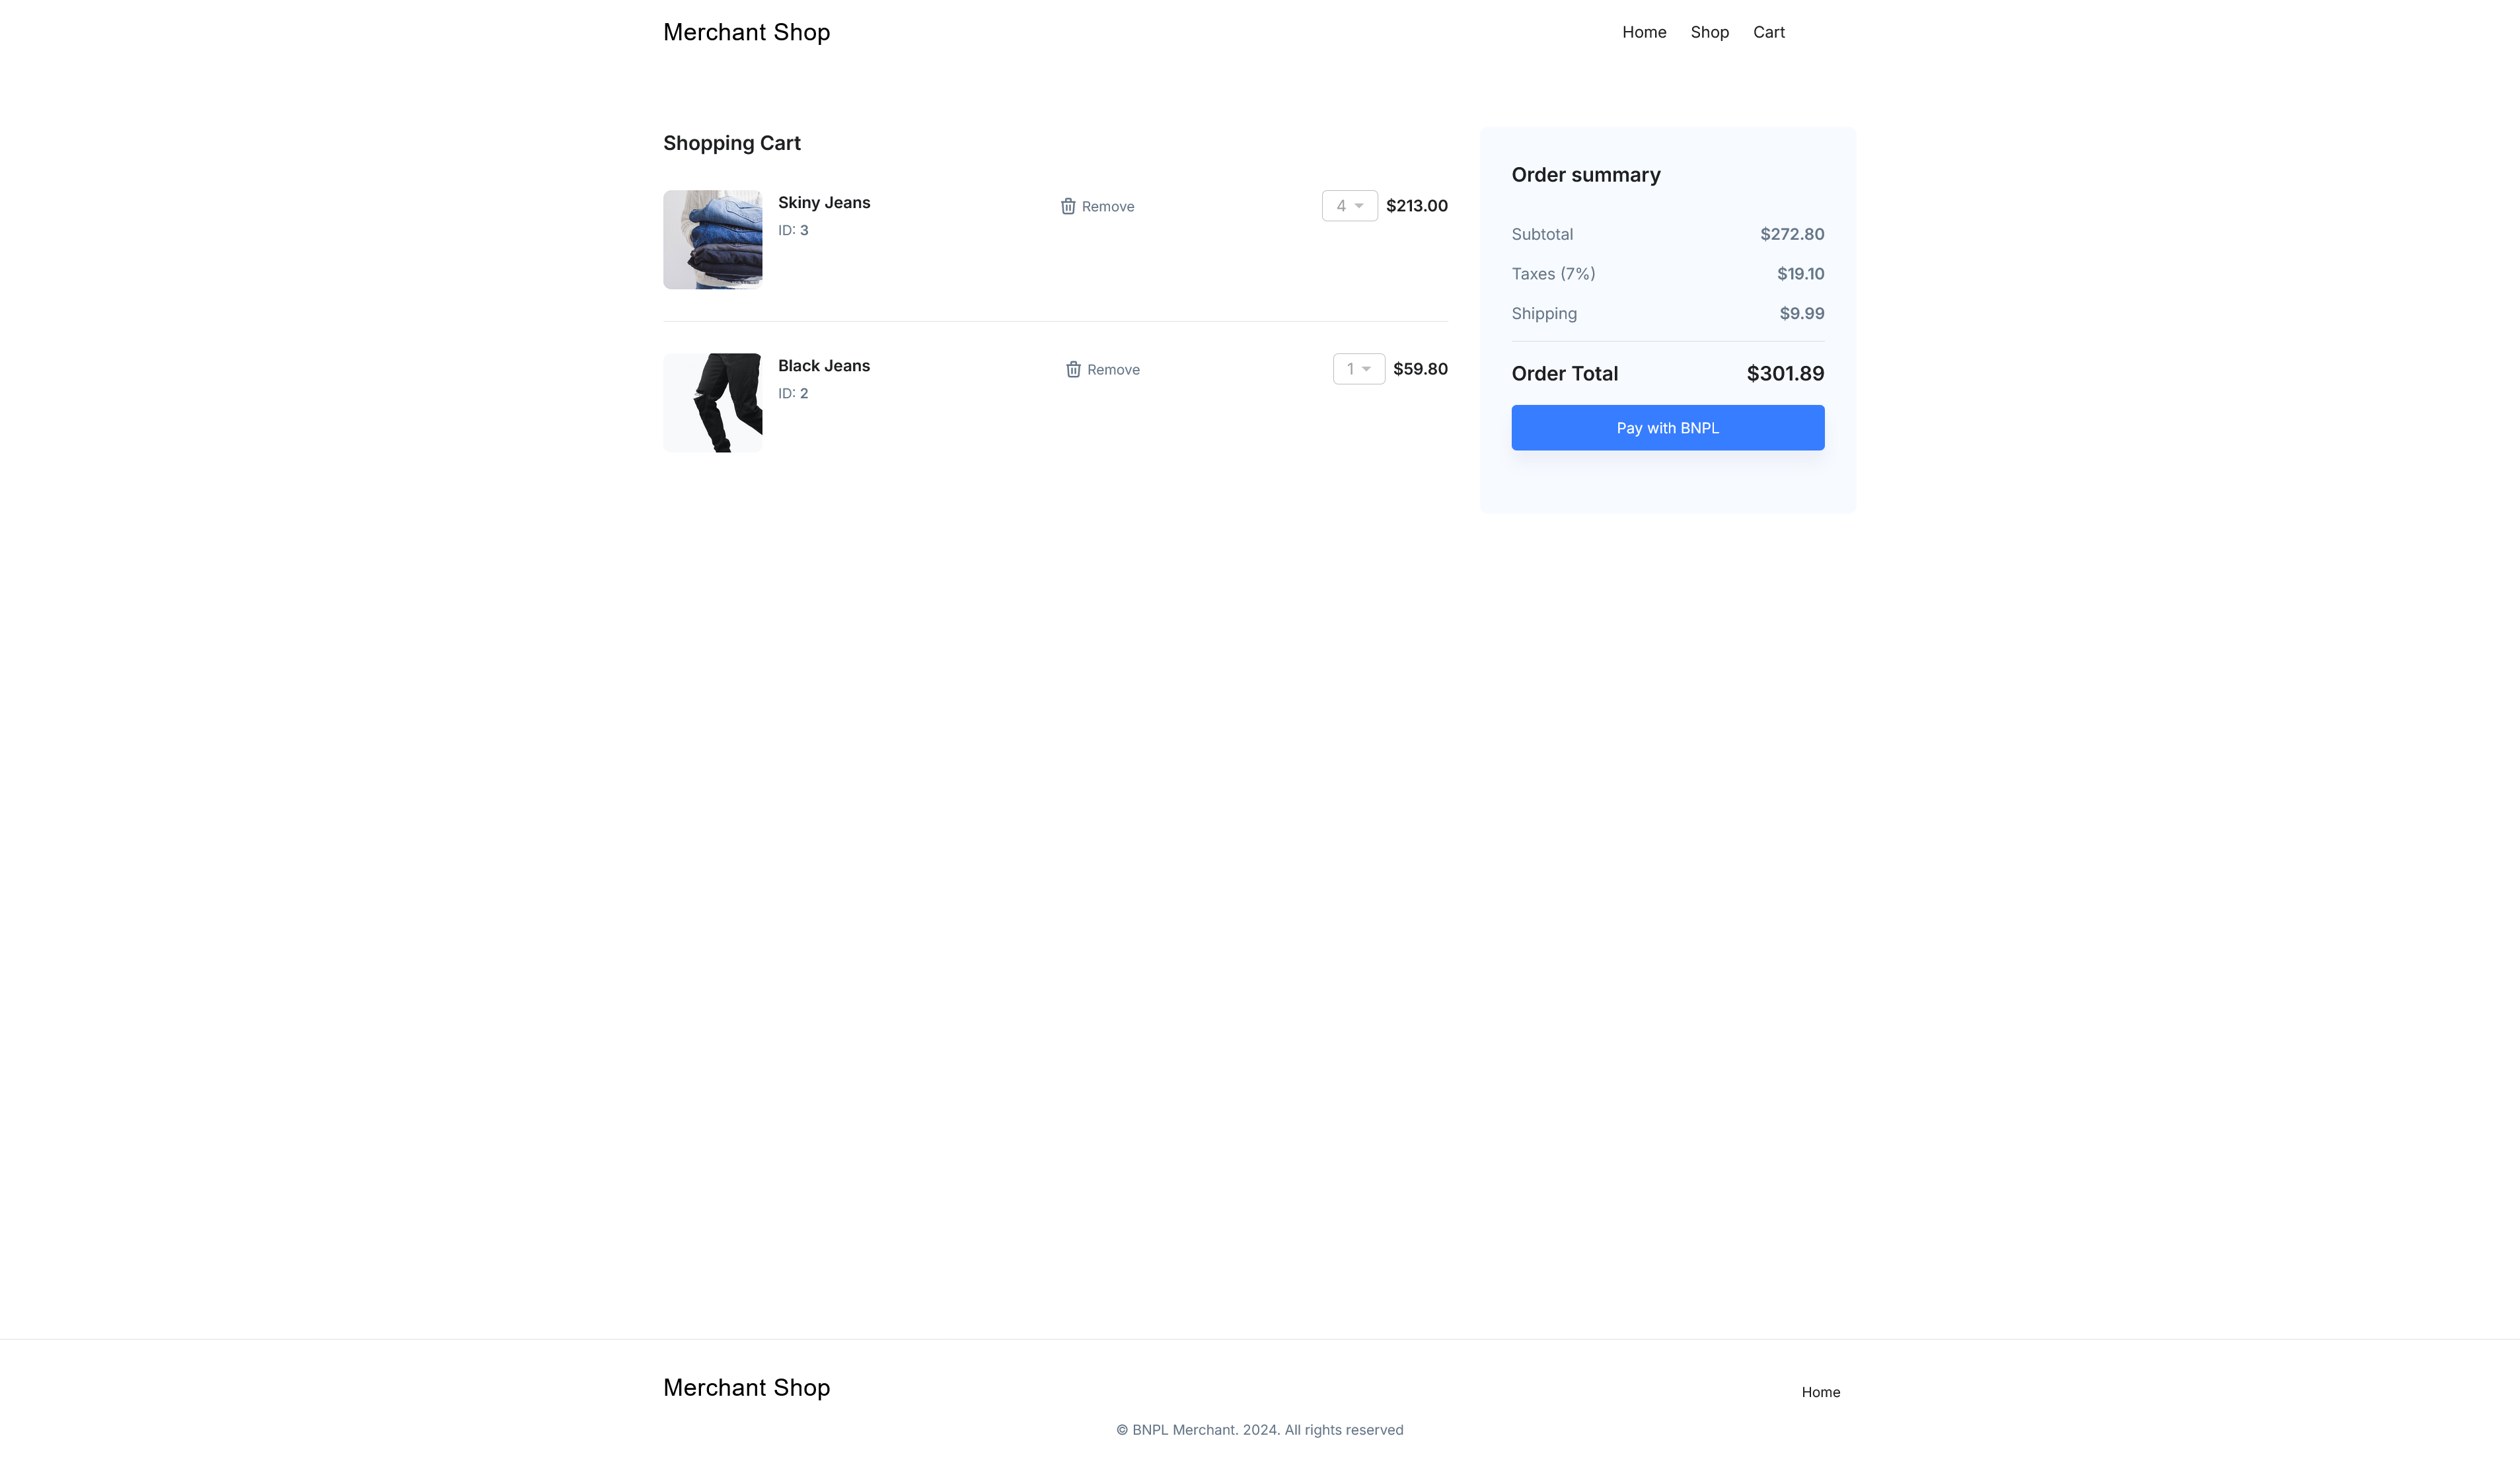 Merchant Shop
Home Shop Cart
Shopping Cart
Skiny Jeans
ID: 3
Remove
4 $213.00
Black Jeans
ID: 2
Remove
1 $59.80
Order summary
Subtotal $272.80
Taxes (7%) $19.10
Shipping $9.99
Order Total $301.89
Pay with BNPL
Merchant Shop
Home
© BNPL Merchant. 2024. All rights reserved